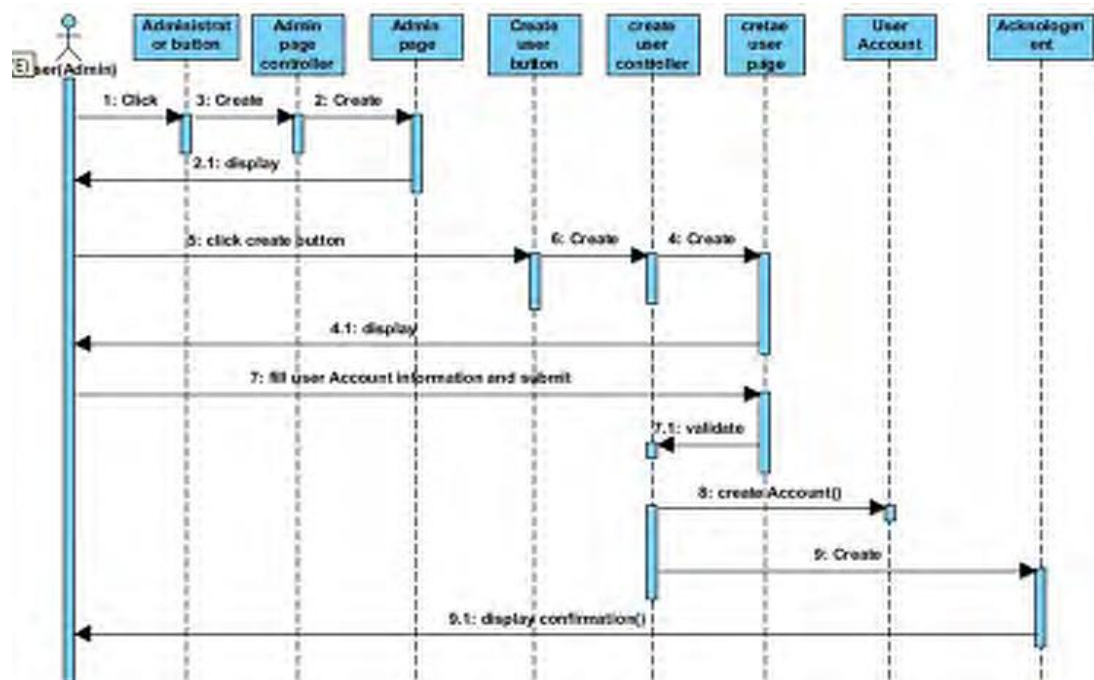 Administrat
or button
Admin
page
controller
Admin
page
Create
user
button
create
user
controller
cretae
user
page
User
Account
Acknologm
ent
ser(Admin)
1: Click
3: Create
2: Create
2.1: display
5: click create button
6: Create
4: Create
4.1: display
7: fill user Account information and submit
7.1: validate
8: createAccount()
9: Create
9.1: display confirmation()